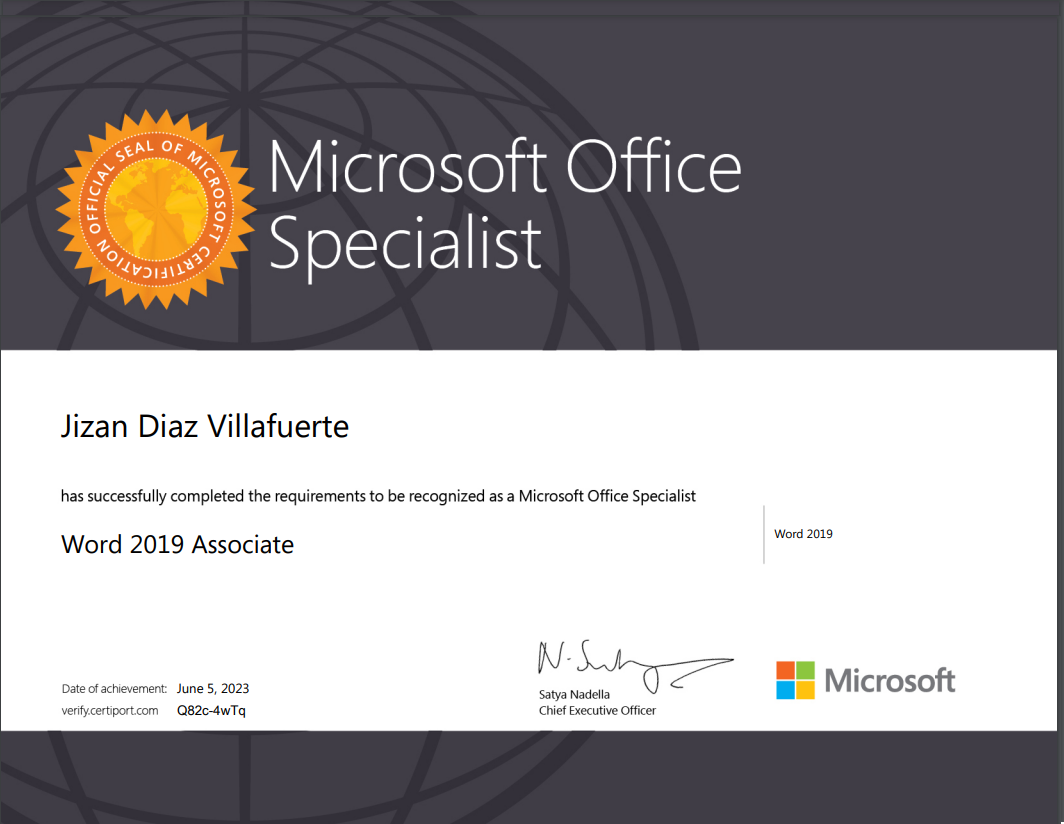 OFFICIAL SEAL OF MICROSOFT CERTIFICATION
Microsoft Office
Specialist
Jizan Diaz Villafuerte
has successfully completed the requirements to be recognized as a Microsoft Office Specialist
Word 2019 Associate
Word 2019
N. Satya
Satya Nadella
Chief Executive Officer
Microsoft
Date of achievement: June 5, 2023
verify.certiport.com Q82c-4wTq